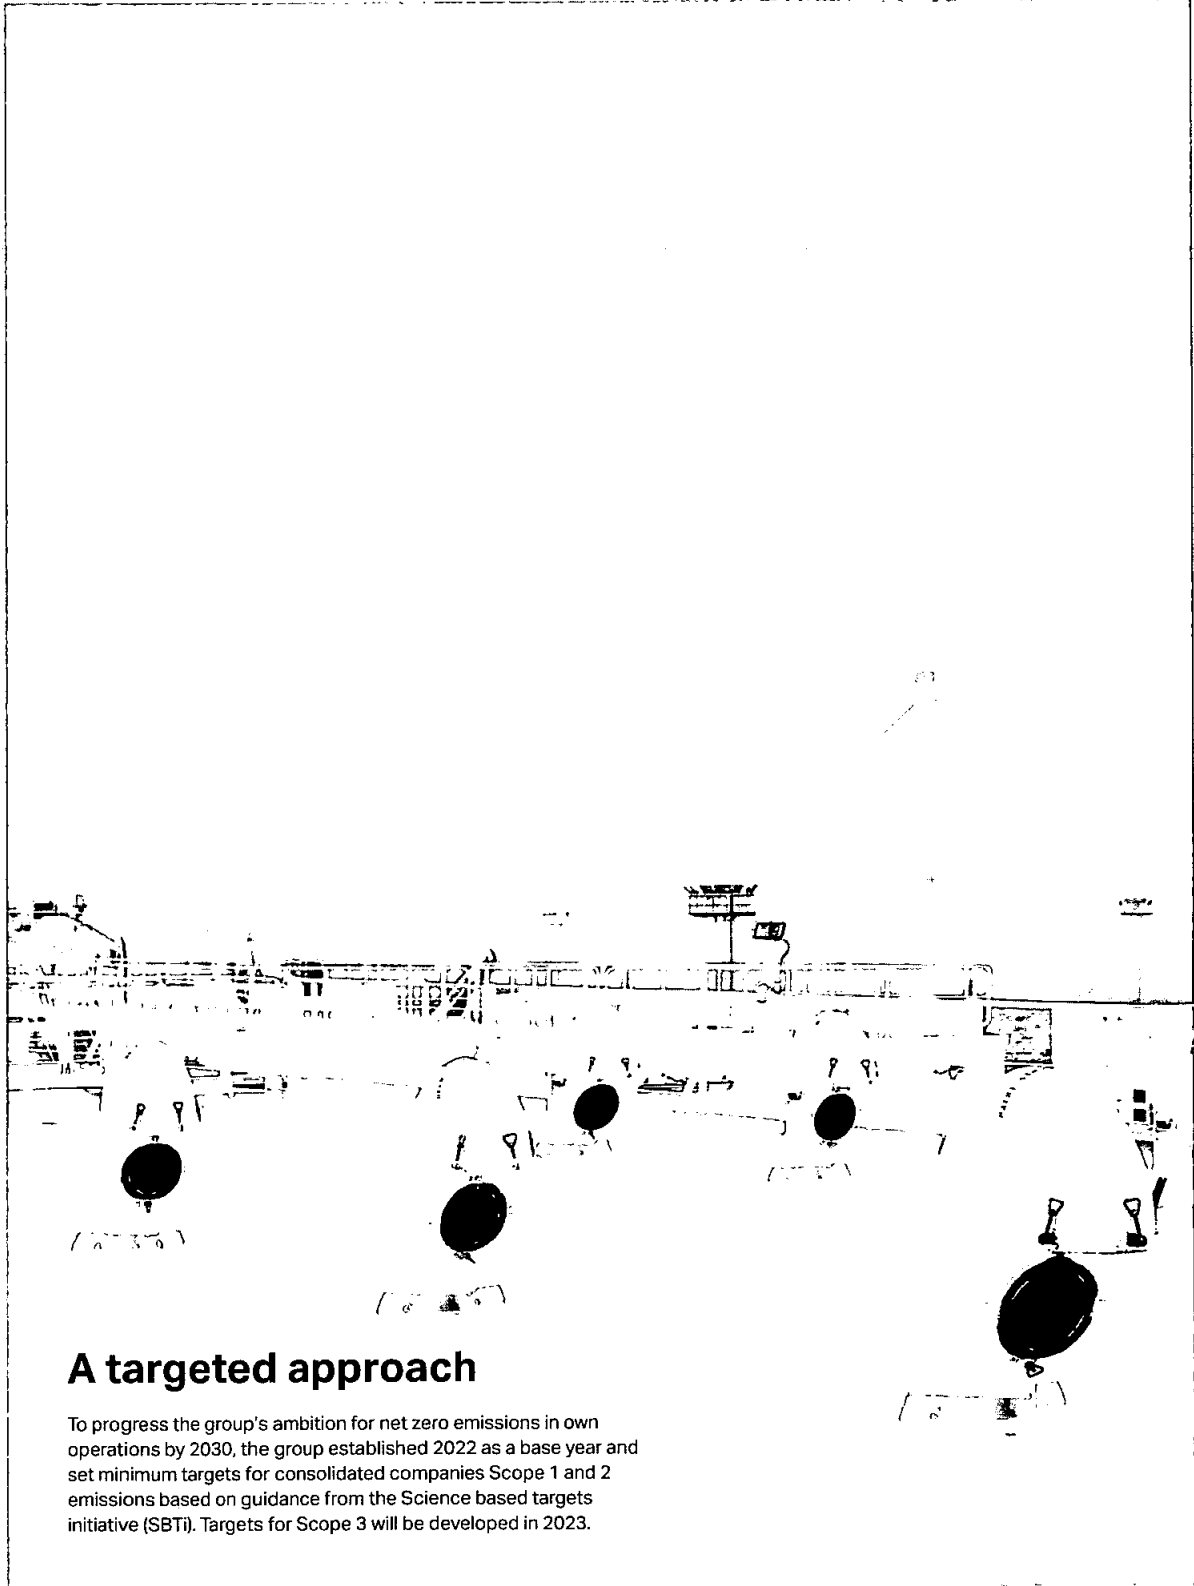 A targeted approach
To progress the group's ambition for net zero emissions in own
operations by 2030, the group established 2022 as a base year and
set minimum targets for consolidated companies Scope 1 and 2
emissions based on guidance from the Science based targets
initiative (SBTi). Targets for Scope 3 will be developed in 2023.